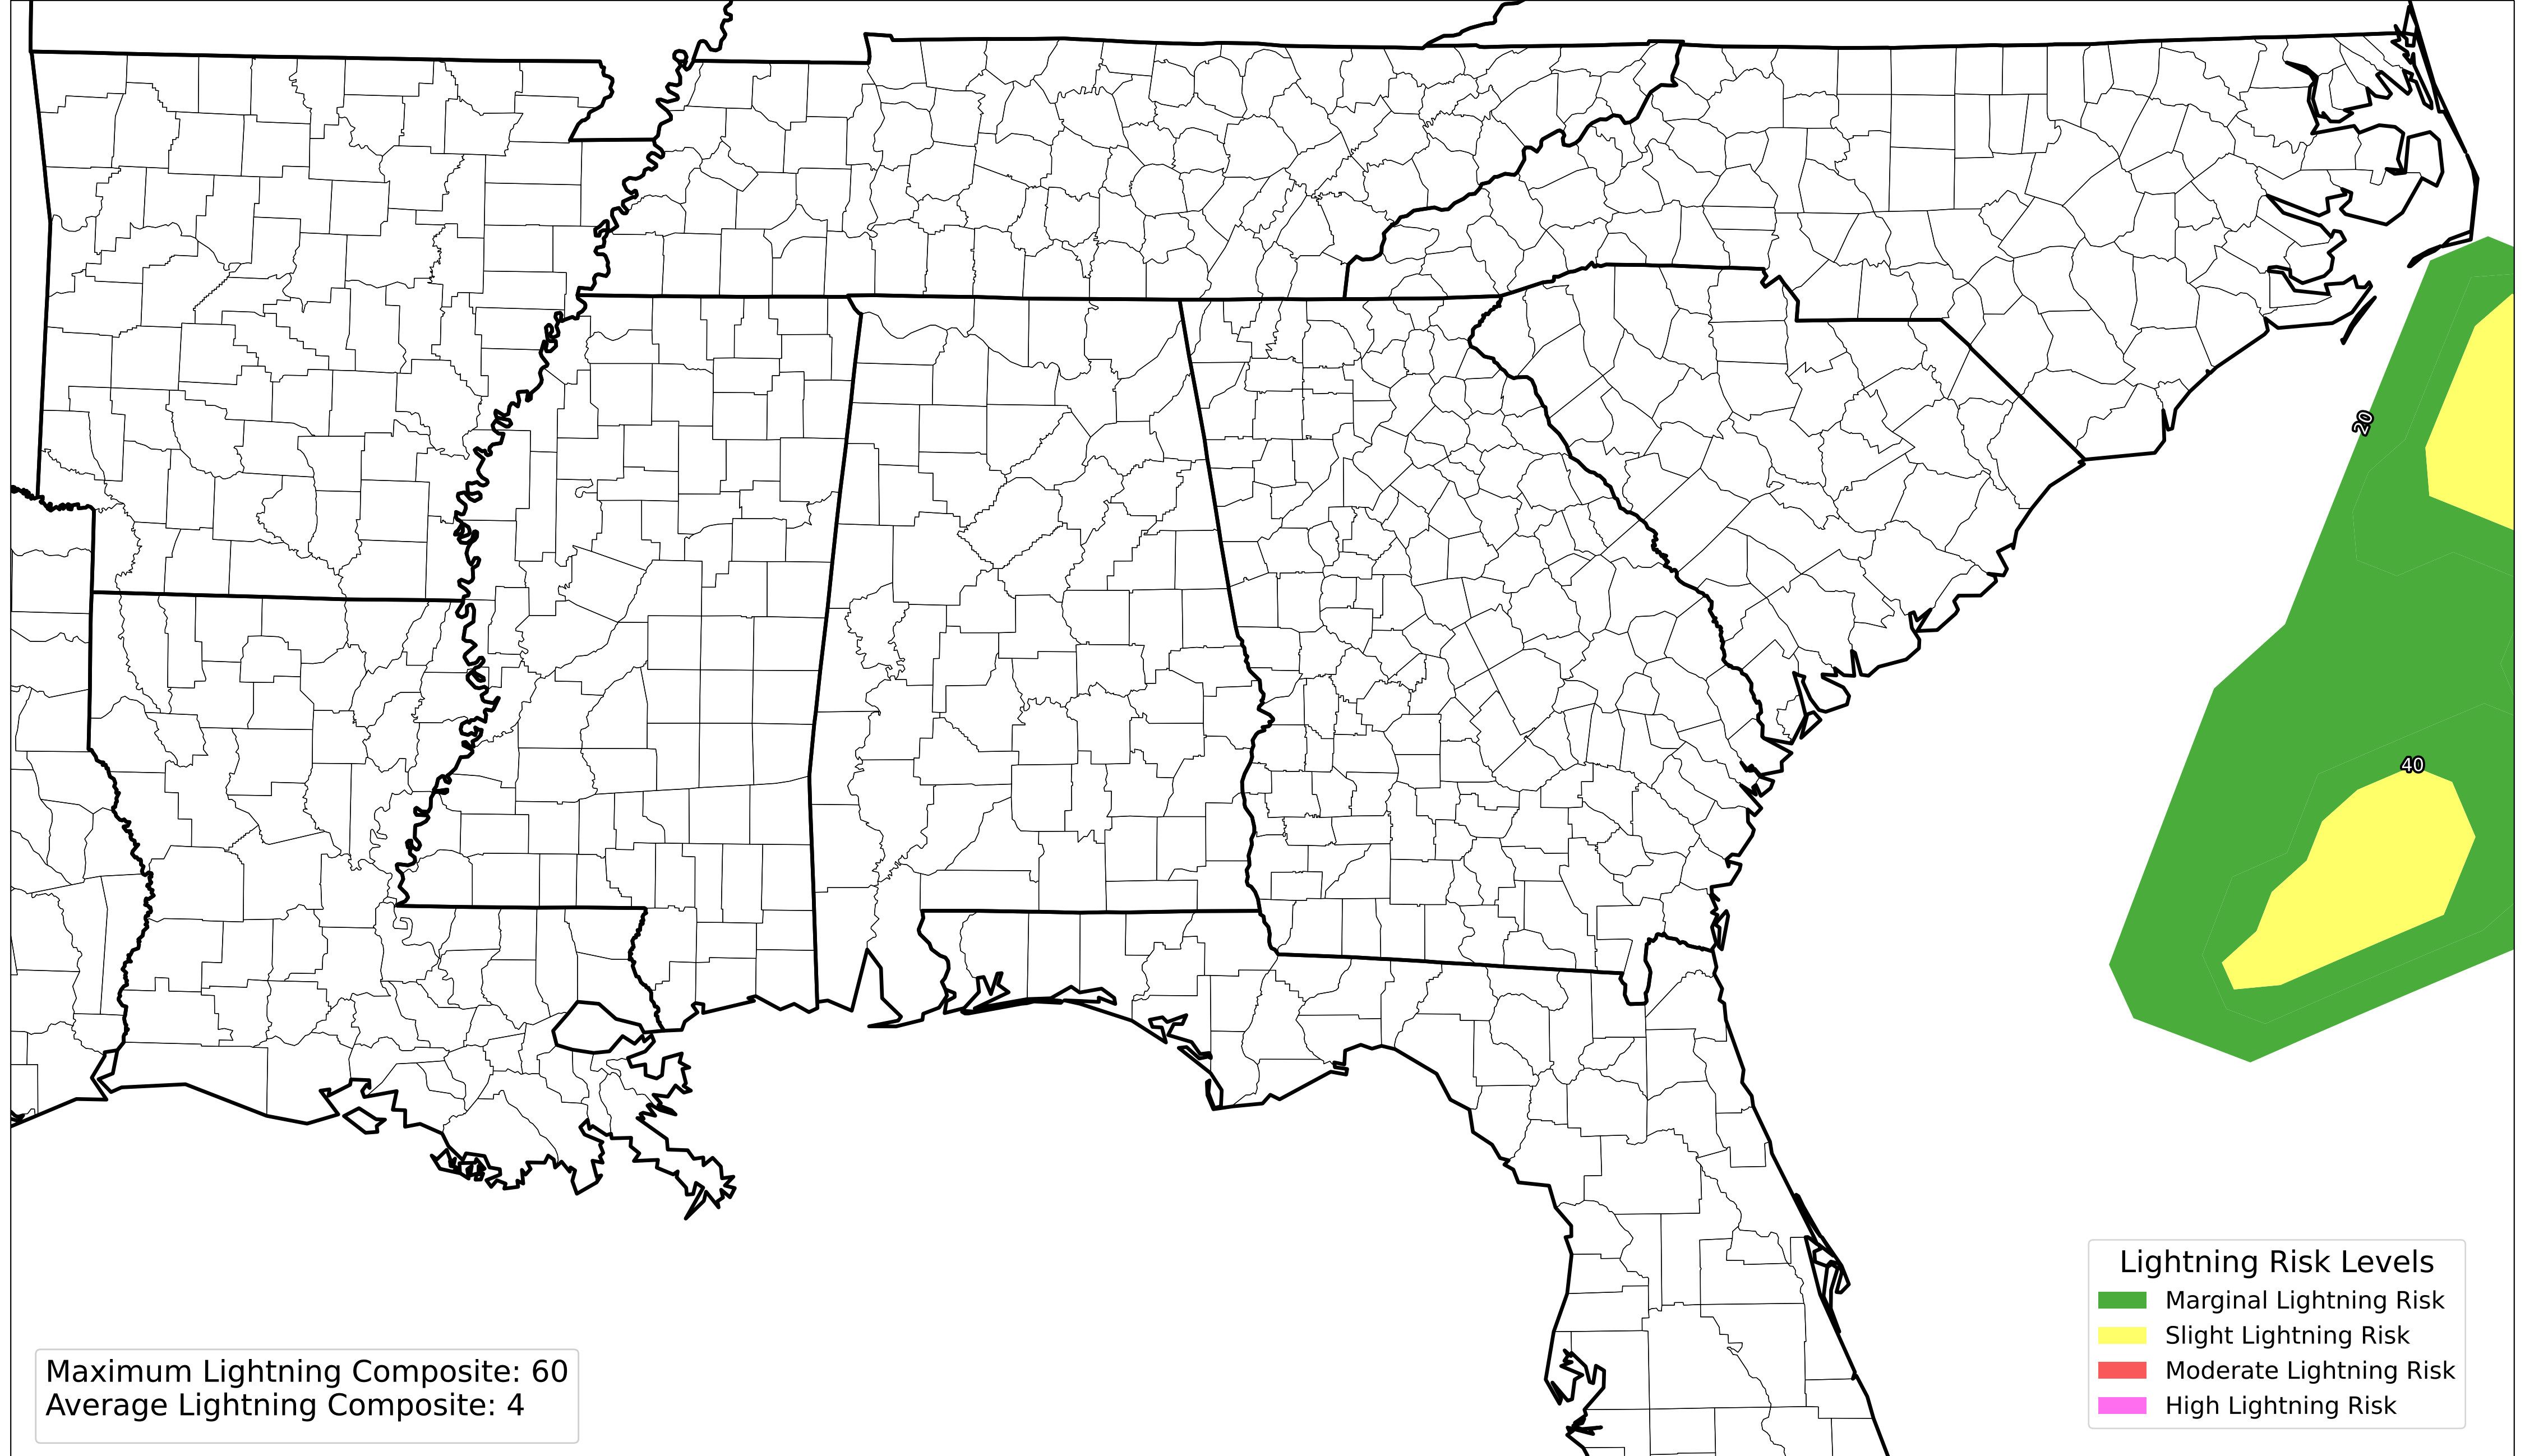 20
40
Lightning Risk Levels
Marginal Lightning Risk
Slight Lightning Risk
Moderate Lightning Risk
High Lightning Risk
Maximum Lightning Composite: 60
Average Lightning Composite: 4